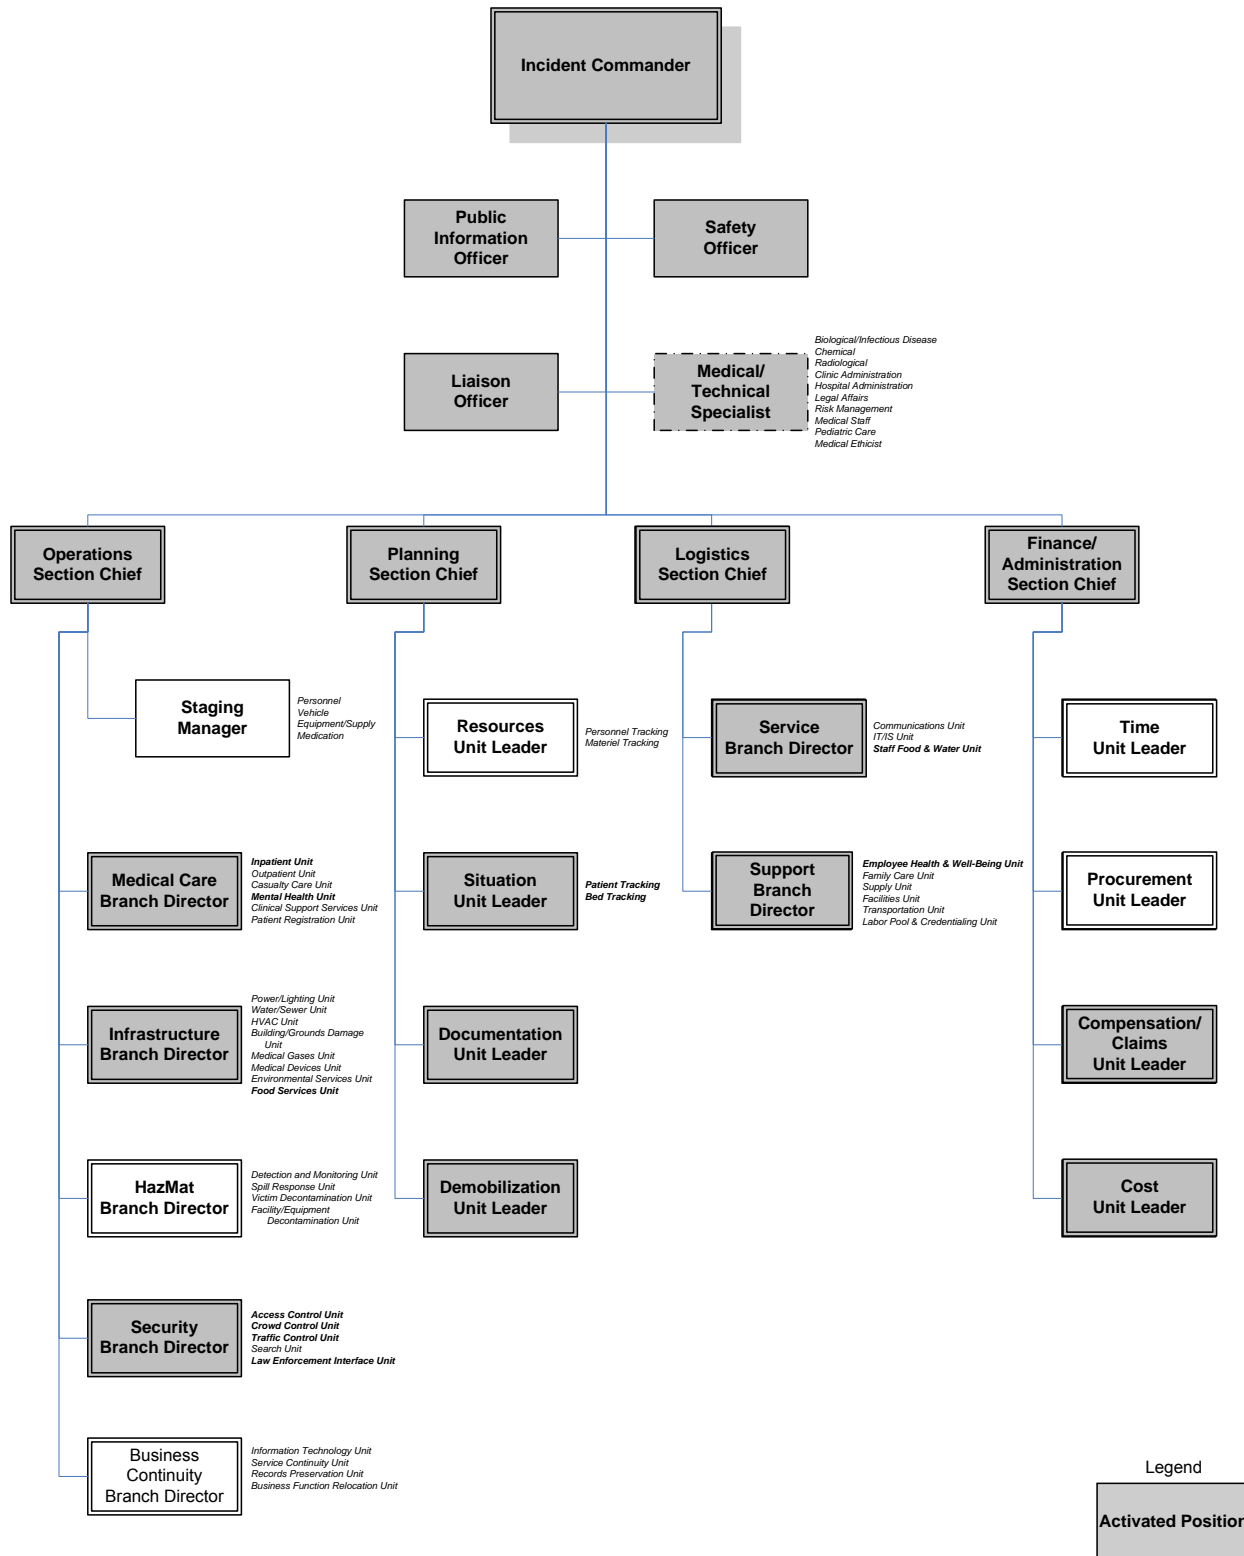 Incident Commander
Public
Information
Officer
Safety
Officer
Liaison
Officer
Medical/
Technical
Specialist
Biological/Infectious Disease
Chemical
Radiological
Clinic Administration
Hospital Administration
Legal Affairs
Risk Management
Medical Staff
Pediatric Care
Medical Ethicist
Operations
Section Chief
Planning
Section Chief
Logistics
Section Chief
Finance/
Administration
Section Chief
Staging
Manager
Personnel
Vehicle
Equipment/Supply
Medication
Resources
Unit Leader
Personnel Tracking
Materiel Tracking
Service
Branch Director
Communications Unit
IT/IS Unit
Staff Food & Water Unit
Time
Unit Leader
Medical Care
Branch Director
Inpatient Unit
Outpatient Unit
Casualty Care Unit
Mental Health Unit
Clinical Support Services Unit
Patient Registration Unit
Situation
Unit Leader
Patient Tracking
Bed Tracking
Support
Branch
Director
Employee Health & Well-Being Unit
Family Care Unit
Supply Unit
Facilities Unit
Transportation Unit
Labor Pool & Credentialing Unit
Procurement
Unit Leader
Infrastructure
Branch Director
Power/Lighting Unit
Water/Sewer Unit
HVAC Unit
Building/Grounds Damage
Unit
Medical Gases Unit
Medical Devices Unit
Environmental Services Unit
Food Services Unit
Documentation
Unit Leader
Compensation/
Claims
Unit Leader
HazMat
Branch Director
Detection and Monitoring Unit
Spill Response Unit
Victim Decontamination Unit
Facility/Equipment
Decontamination Unit
Demobilization
Unit Leader
Cost
Unit Leader
Security
Branch Director
Access Control Unit
Crowd Control Unit
Traffic Control Unit
Search Unit
Law Enforcement Interface Unit
Business
Continuity
Branch Director
Information Technology Unit
Service Continuity Unit
Records Preservation Unit
Business Function Relocation Unit
Legend
Activated Position